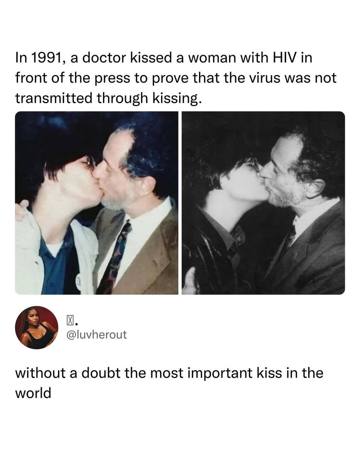 In 1991, a doctor kissed a woman with HIV in
front of the press to prove that the virus was not
transmitted through kissing.
.
@luvherout
without a doubt the most important kiss in the
world